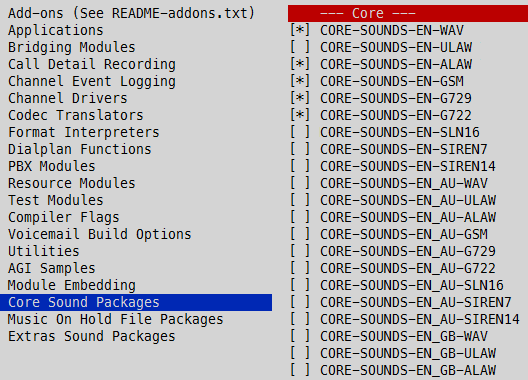 Add-ons (See README-addons.txt)
Applications
Bridging Modules
Call Detail Recording
Channel Event Logging
Channel Drivers
Codec Translators
Format Interpreters
Dialplan Functions
PBX Modules
Resource Modules
Test Modules
Compiler Flags
Voicemail Build Options
Utilities
AGI Samples
Module Embedding
Core Sound Packages
Music On Hold File Packages
Extras Sound Packages
--- Core ---
[*] CORE-SOUNDS-EN-WAV
[ ] CORE-SOUNDS-EN-ULAW
[*] CORE-SOUNDS-EN-ALAW
[*] CORE-SOUNDS-EN-GSM
[*] CORE-SOUNDS-EN-G729
[*] CORE-SOUNDS-EN-G722
[ ] CORE-SOUNDS-EN-SLN16
[ ] CORE-SOUNDS-EN-SIREN7
[ ] CORE-SOUNDS-EN-SIREN14
[ ] CORE-SOUNDS-EN_AU-WAV
[ ] CORE-SOUNDS-EN_AU-ULAW
[ ] CORE-SOUNDS-EN_AU-ALAW
[ ] CORE-SOUNDS-EN_AU-GSM
[ ] CORE-SOUNDS-EN_AU-G729
[ ] CORE-SOUNDS-EN_AU-G722
[ ] CORE-SOUNDS-EN_AU-SLN16
[ ] CORE-SOUNDS-EN_AU-SIREN7
[ ] CORE-SOUNDS-EN_AU-SIREN14
[ ] CORE-SOUNDS-EN_GB-WAV
[ ] CORE-SOUNDS-EN_GB-ULAW
[ ] CORE-SOUNDS-EN_GB-ALAW